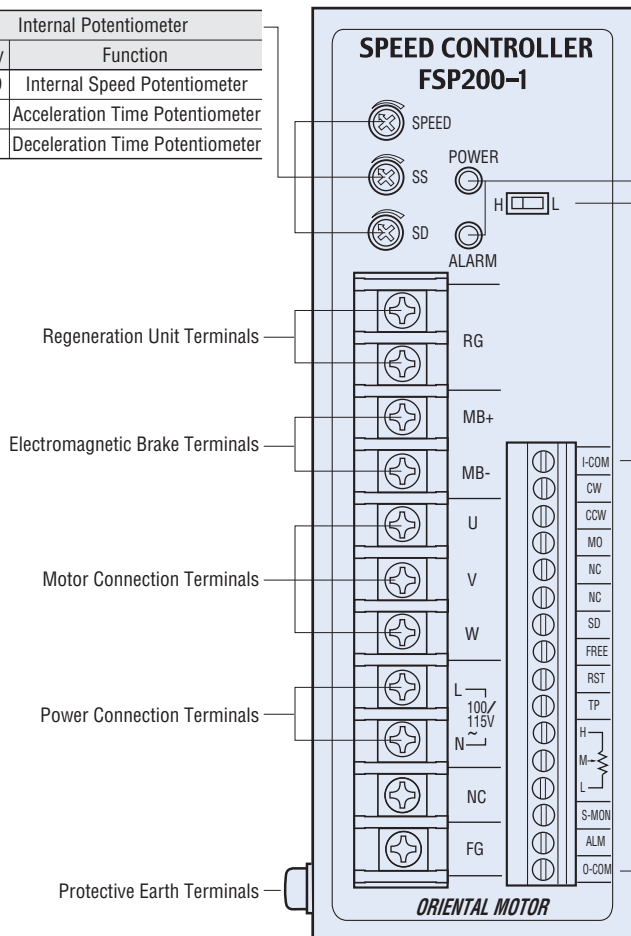 Internal Potentiometer
Function
Internal Speed Potentiometer
Acceleration Time Potentiometer
Deceleration Time Potentiometer
SPEED CONTROLLER
FSP200-1
SPEED
SS
SD
POWER
H L
ALARM
Regeneration Unit Terminals
RG
Electromagnetic Brake Terminals
MB+
MB-
Motor Connection Terminals
U
V
W
Power Connection Terminals
L
100/
115V
~
N
NC
FG
Protective Earth Terminals
I-COM
CW
CCW
MO
NC
NC
SD
FREE
RST
TP
H
M
L
S-MON
ALM
O-COM
ORIENTAL MOTOR